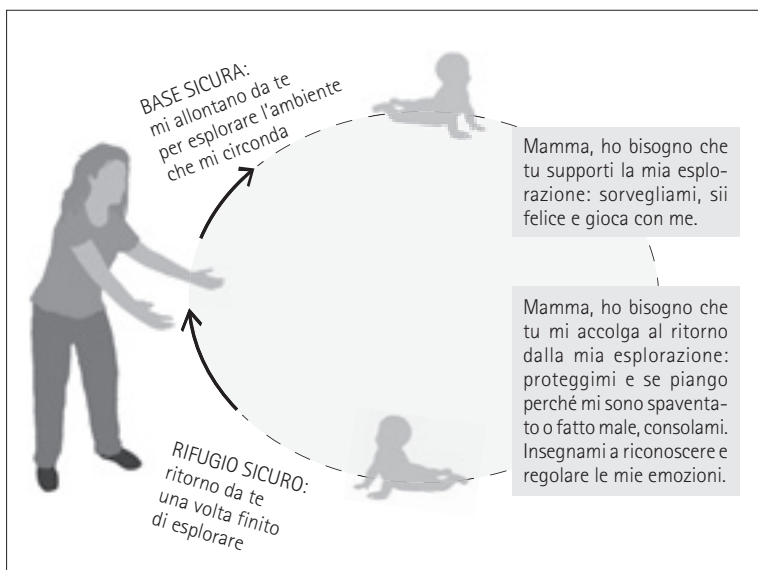 BASE SICURA:
mi allontano da te
per esplorare l'ambiente
che mi circonda
Mamma, ho bisogno che
tu supporti la mia esplo-
razione: sorvegliami, sii
felice e gioca con me.
Mamma, ho bisogno che
tu mi accolga al ritorno
dalla mia esplorazione:
proteggimi e se piango
perché mi sono spaventa-
to o fatto male, consolami.
Insegnami a riconoscere e
regolare le mie emozioni.
RIFUGIO SICURO:
ritorno da te
una volta finito
di esplorare